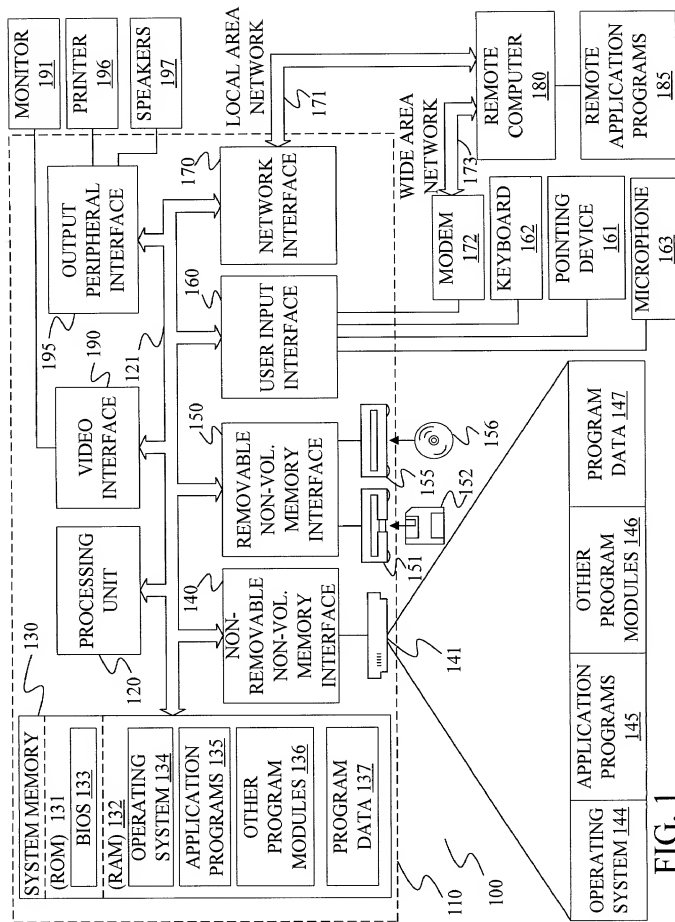 SYSTEM MEMORY
(ROM) 131
BIOS 133
(RAM) 132
OPERATING
SYSTEM 134
APPLICATION
PROGRAMS 135
OTHER
PROGRAM
MODULES 136
PROGRAM
DATA 137
130
PROCESSING
UNIT
120
VIDEO
INTERFACE
190
121
OUTPUT
PERIPHERAL
INTERFACE
195
MONITOR
191
PRINTER
196
SPEAKERS
197
NON-
REMOVABLE
NON-VOL.
MEMORY
INTERFACE
140
REMOVABLE
NON-VOL.
MEMORY
INTERFACE
150
USER INPUT
INTERFACE
160
NETWORK
INTERFACE
170
LOCAL AREA
NETWORK
171
141
151
152
155
156
WIDE AREA
NETWORK
173
MODEM
172
KEYBOARD
162
POINTING
DEVICE
161
MICROPHONE
163
REMOTE
COMPUTER
180
REMOTE
APPLICATION
PROGRAMS
185
110
100
OPERATING
SYSTEM 144
APPLICATION
PROGRAMS
145
OTHER
PROGRAM
MODULES 146
PROGRAM
DATA 147
FIG. 1